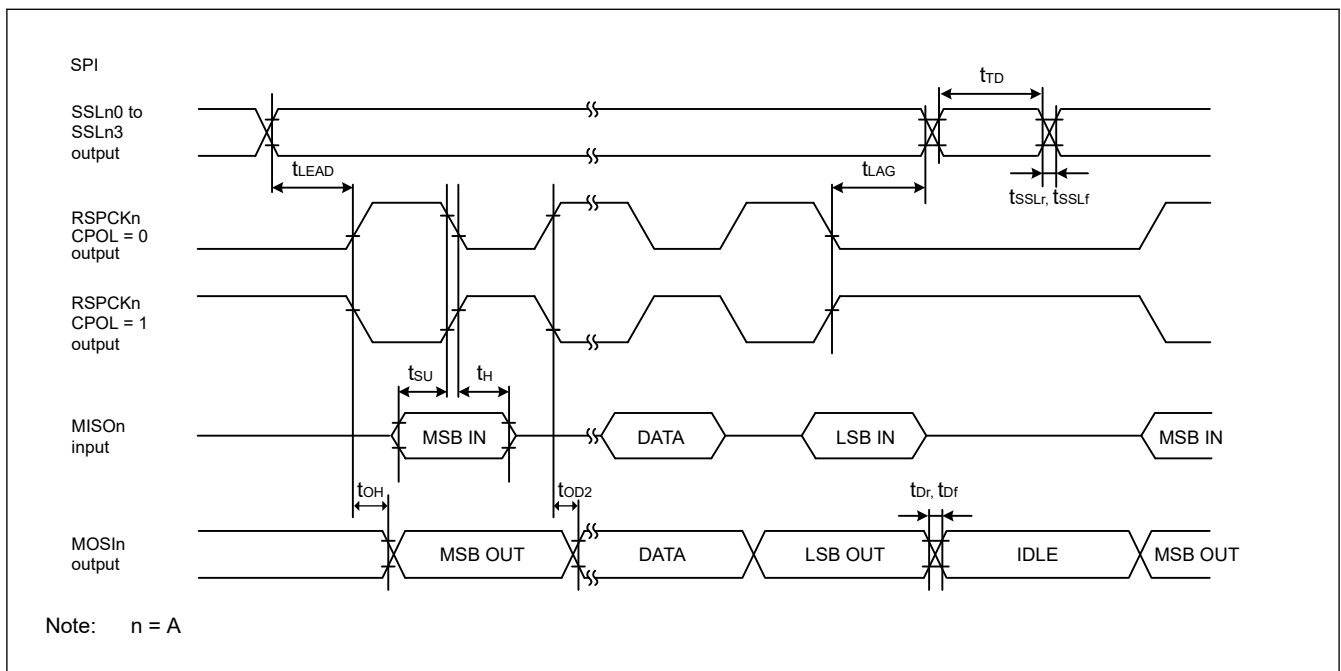 SPI
tTD
SSLn0 to
SSLn3
output
tLEAD
tLAG
tSSLr, tSSLf
RSPCKn
CPOL = 0
output
RSPCKn
CPOL = 1
output
tSU
tH
MISOn
input
MSB IN
DATA
LSB IN
MSB IN
tOH
tOD2
tDr, tDf
MOSIn
output
MSB OUT
DATA
LSB OUT
IDLE
MSB OUT
Note: n = A